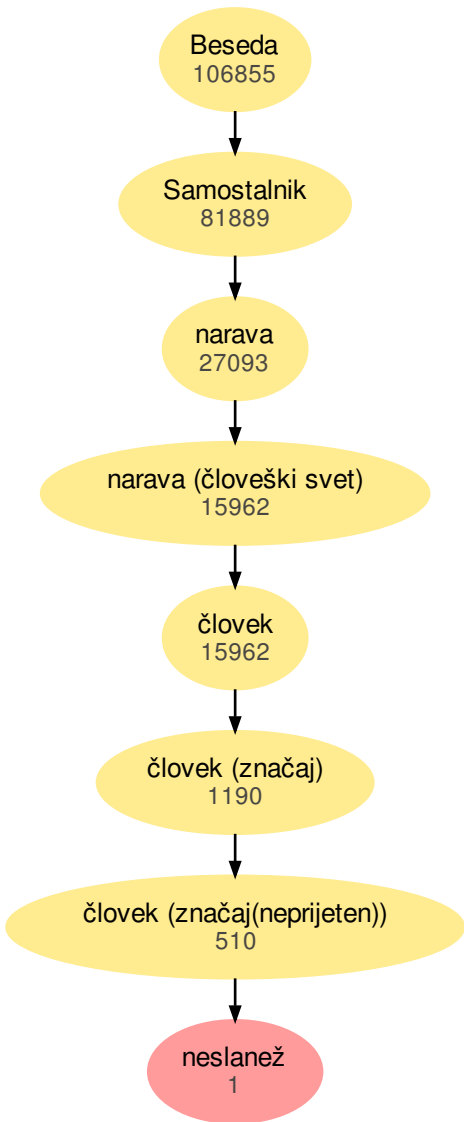 Beseda
106855
Samostalnik
81889
narava
27093
narava (človeški svet)
15962
človek
15962
človek (značaj)
1190
človek (značaj(neprijeten))
510
neslanež
1